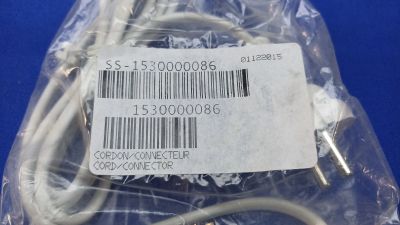 SS-1530000086
01122015
1530000086
CORDON/CONNECTEUR
CORD/CONNECTOR